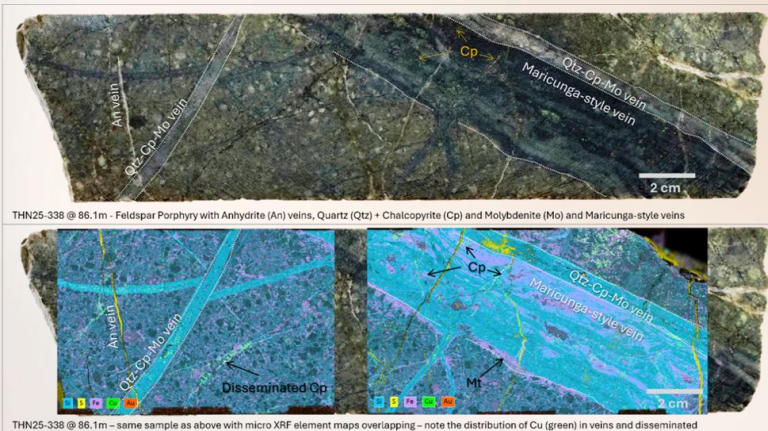 Cp
An vein
Qtz-Cp-Mo vein
Qtz-Cp-Mo vein
Maricunga-style vein
2 cm
THN25-338 @ 86.1m - Feldspar Porphyry with Anhydrite (An) veins, Quartz (Qtz) + Chalcopyrite (Cp) and Molybdenite (Mo) and Maricunga-style veins
Cp
An vein
Qtz-Cp-Mo vein
Qtz-Cp-Mo vein
Maricunga-style vein
Disseminated Cp
Mt
2 cm
Si S Fe Cu Au
Si S Fe Cu Au
THN25-338 @ 86.1m – same sample as above with micro XRF element maps overlapping – note the distribution of Cu (green) in veins and disseminated